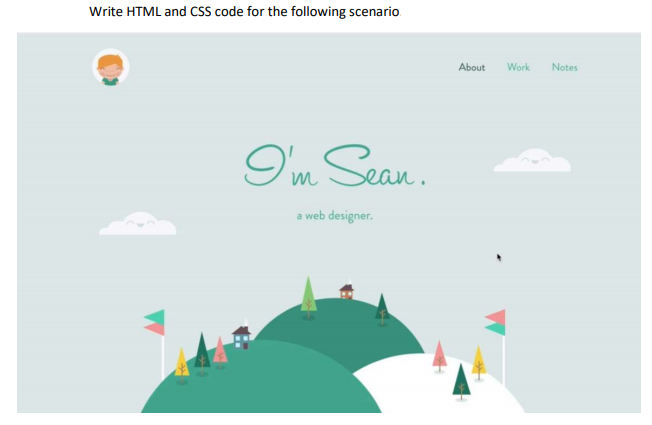 Write HTML and CSS code for the following scenario
About Work Notes
I'm Sean.
a web designer.